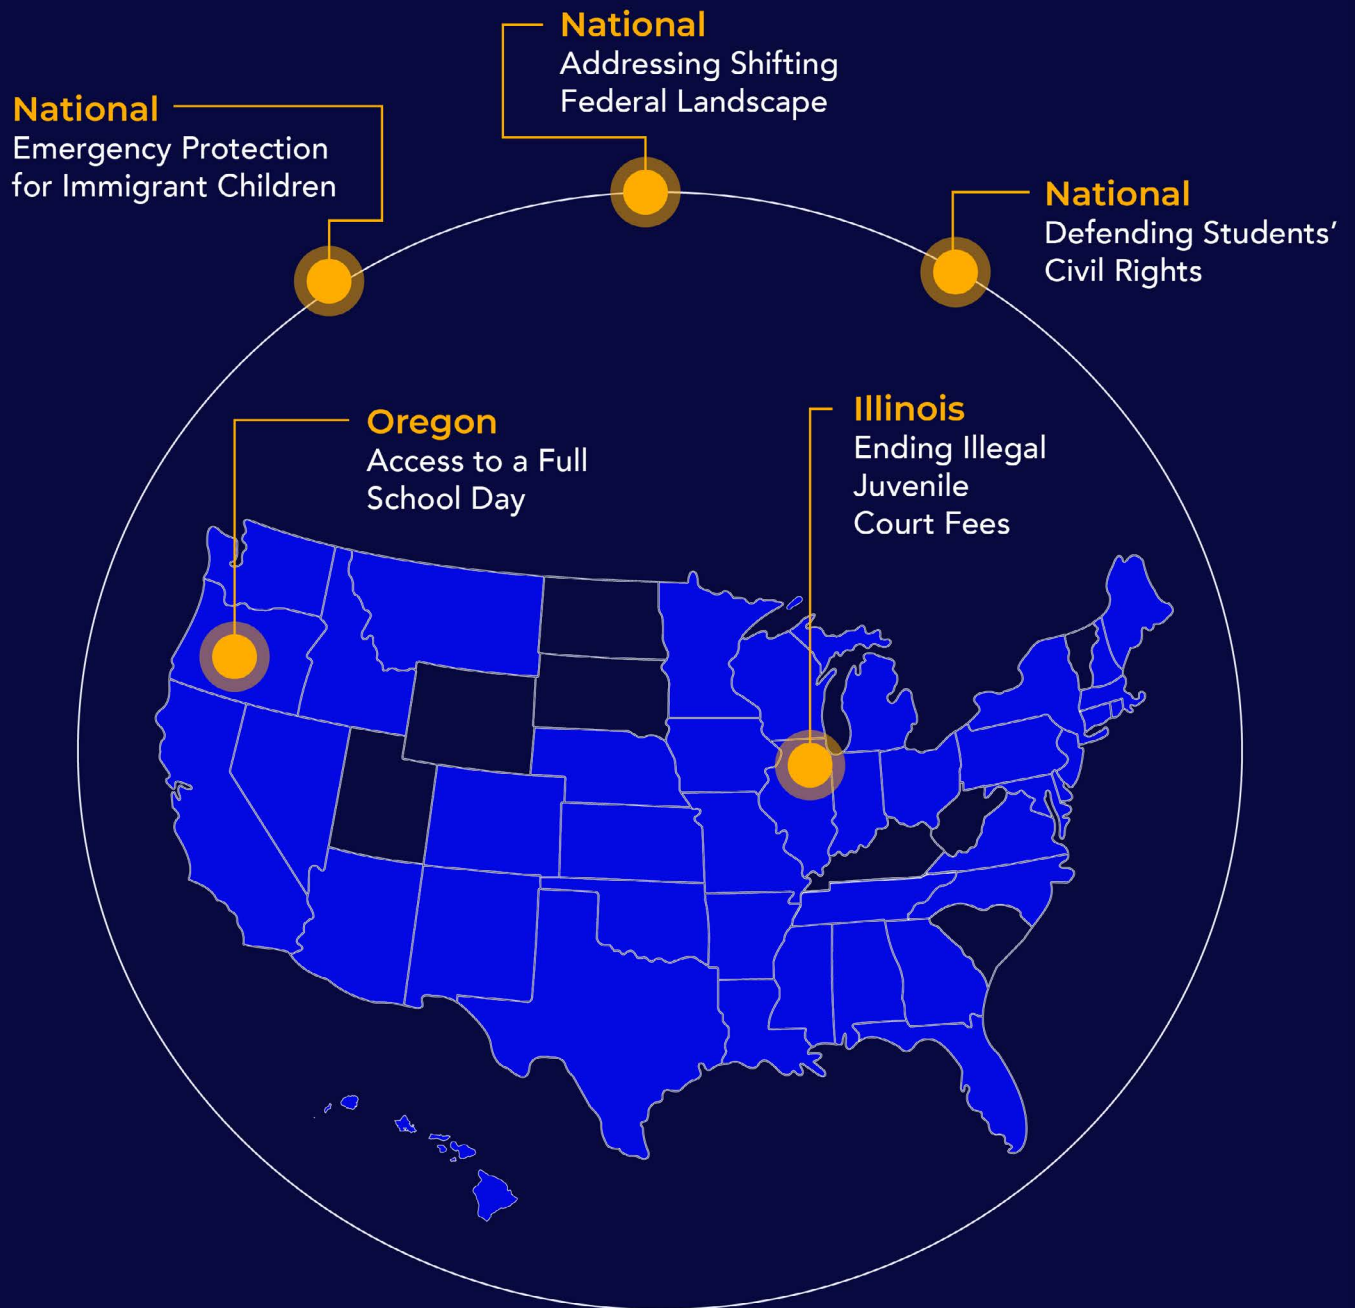 National
Addressing Shifting
Federal Landscape
National
Emergency Protection
for Immigrant Children
National
Defending Students’
Civil Rights
Oregon
Access to a Full
School Day
Illinois
Ending Illegal
Juvenile
Court Fees